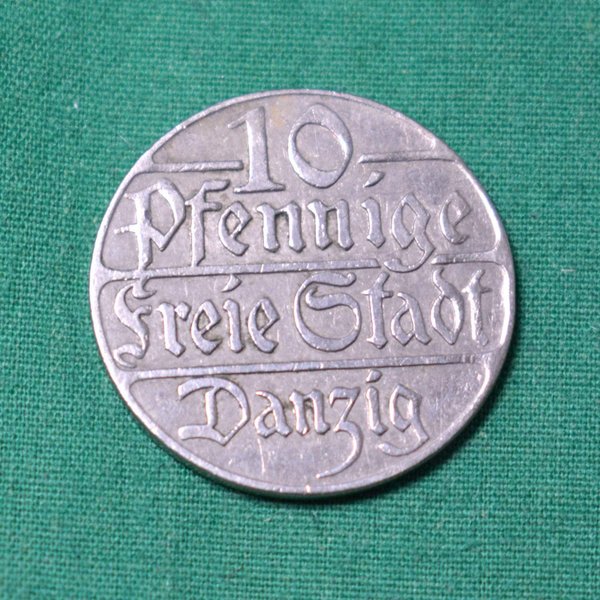 10
Pfennige
Freie Stadt
Danzig